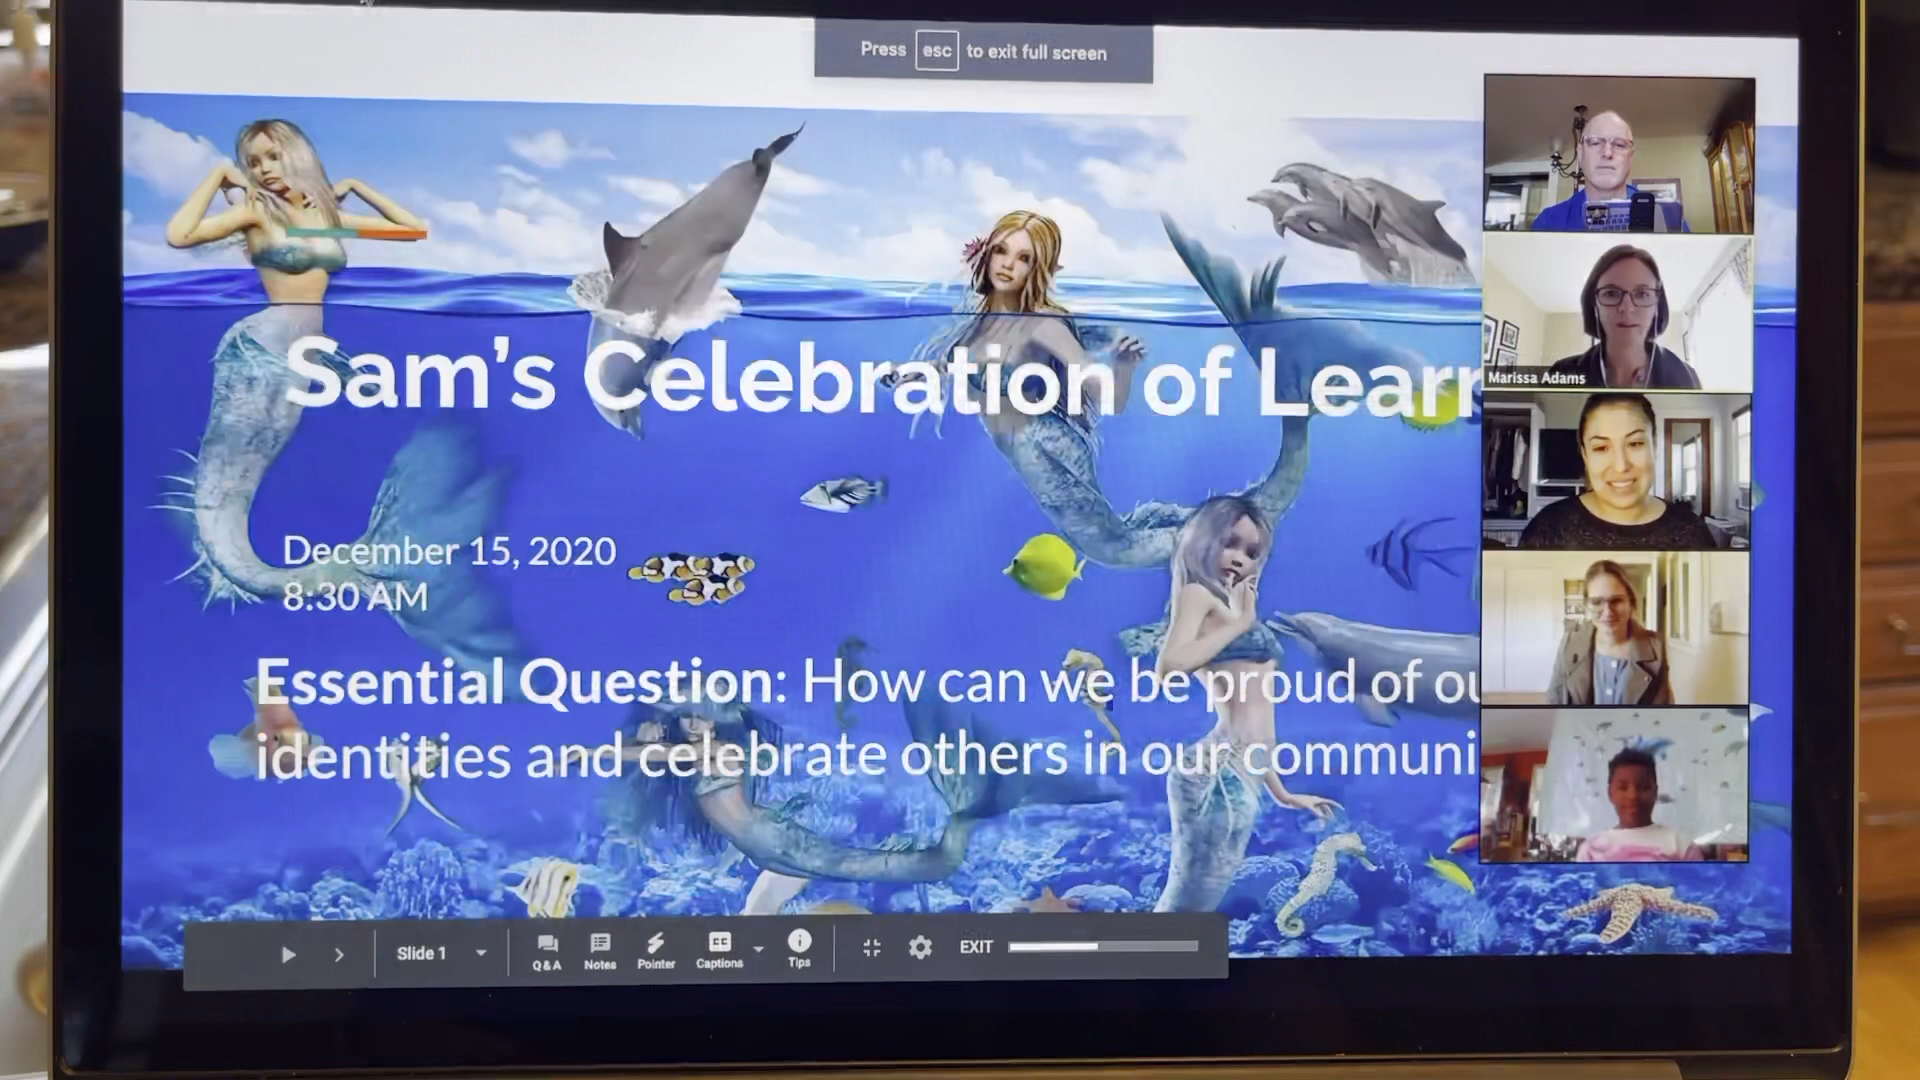 Press esc to exit full screen
Sam's Celebration of Lear
Marissa Adams
December 15, 2020
8:30 AM
Essential Question: How can we be proud of ou
identities and celebrate others in our communi
Slide 1
Q&A
Notes
Pointer
CC
Captions
Tips
EXIT